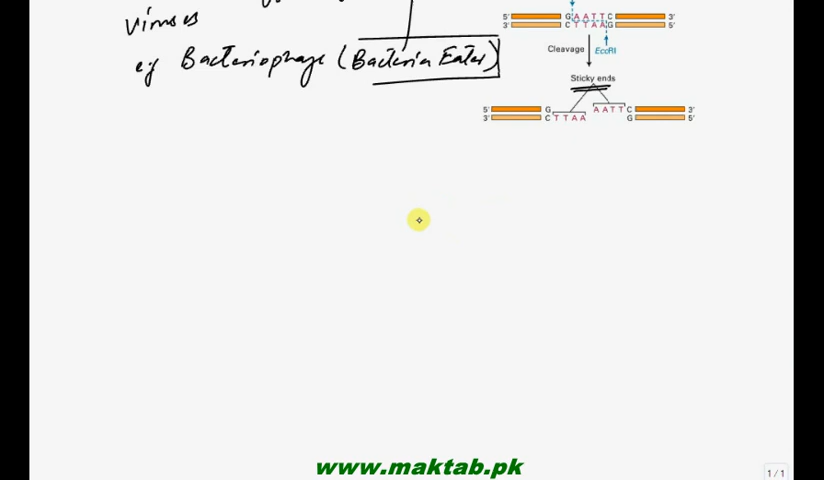 viruses
eg Bacteriophage (Bacteria Eater)
5' G A A T T C 3'
3' C T T A A G 5'
Cleavage EcoRI
Sticky ends
5' G A A T T C 3'
3' C T T A A G 5'
www.maktab.pk
1/1